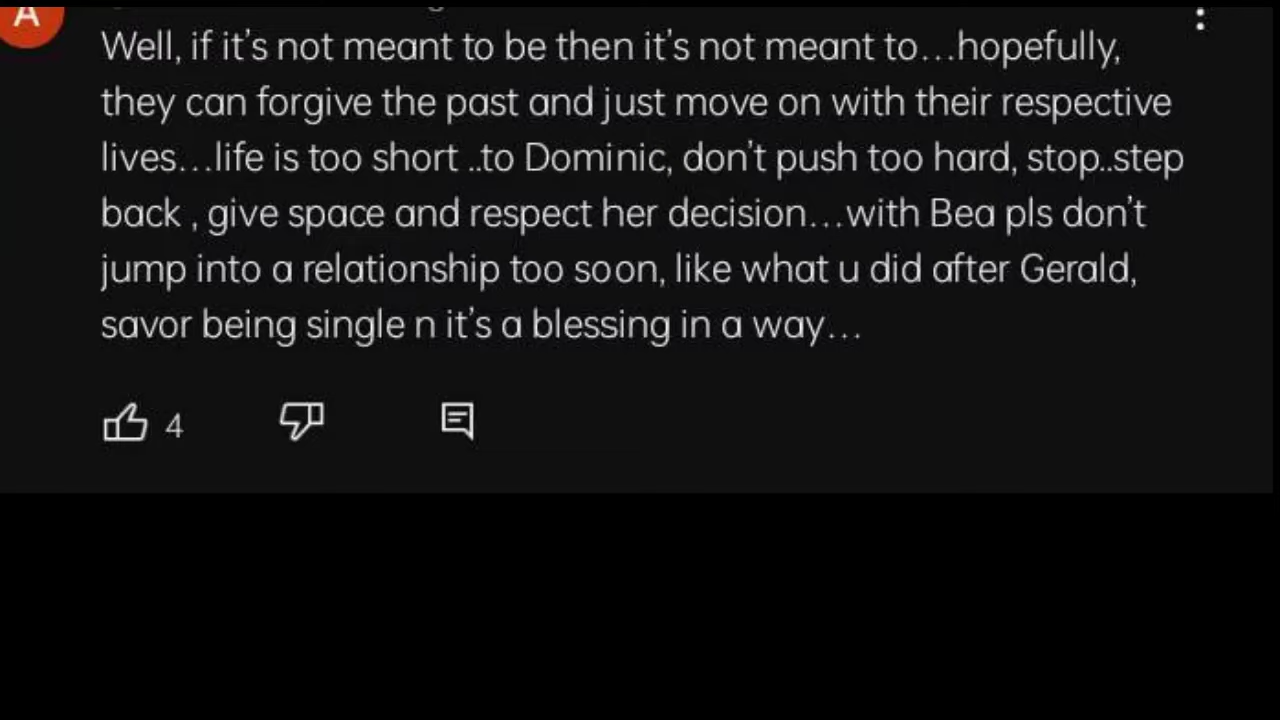 A
Well, if it's not meant to be then it's not meant to...hopefully,
they can forgive the past and just move on with their respective
lives...life is too short ..to Dominic, don't push too hard, stop..step
back , give space and respect her decision...with Bea pls don't
jump into a relationship too soon, like what u did after Gerald,
savor being single n it's a blessing in a way...
4